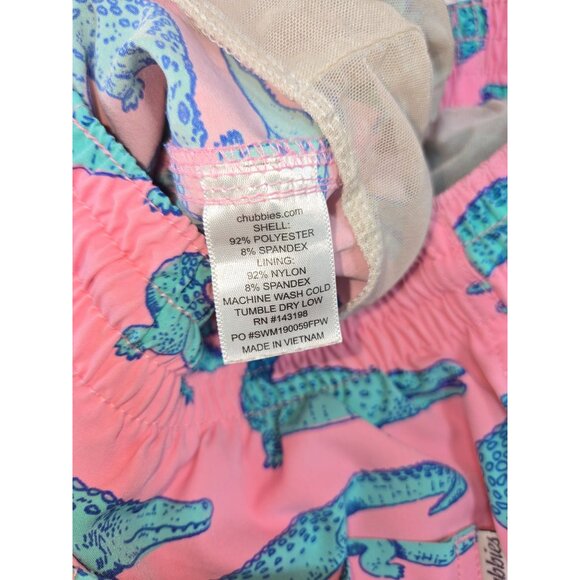 chubbies.com
SHELL:
92% POLYESTER
8% SPANDEX
LINING:
92% NYLON
8% SPANDEX
MACHINE WASH COLD
TUMBLE DRY LOW
RN #143198
PO #SWM190059FPW
MADE IN VIETNAM